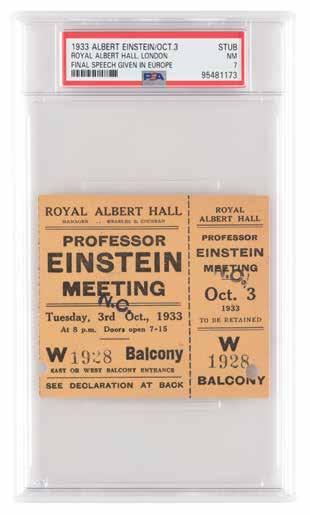 1933 ALBERT EINSTEIN/OCT.3
ROYAL ALBERT HALL, LONDON
FINAL SPEECH GIVEN IN EUROPE
STUB
NM
7
PSA
95481173
ROYAL ALBERT HALL
MANAGER .. CHARLES B. COCHRAN
PROFESSOR
EINSTEIN
MEETING
N.C.
Tuesday, 3rd Oct., 1933
At 8 p.m. Doors open 7-15
W 1928 Balcony
EAST OR WEST BALCONY ENTRANCE
SEE DECLARATION AT BACK
ROYAL
ALBERT HALL
PROFESSOR
EINSTEIN
MEETING
N.C.
Oct. 3
1933
TO BE RETAINED
W
1928
BALCONY